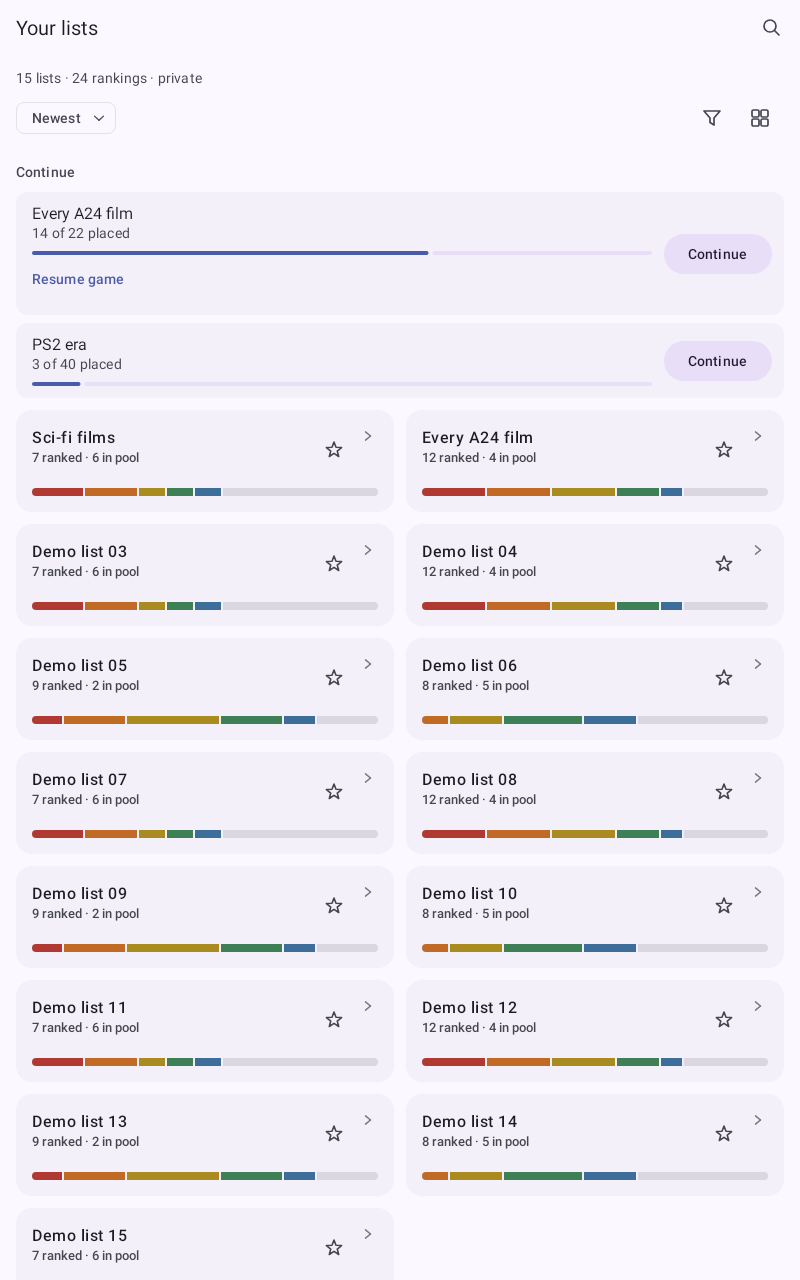 Your lists
15 lists · 24 rankings · private
Newest
Continue
Every A24 film
14 of 22 placed
Continue
Resume game
PS2 era
3 of 40 placed
Continue
Sci-fi films
7 ranked · 6 in pool
Every A24 film
12 ranked · 4 in pool
Demo list 03
7 ranked · 6 in pool
Demo list 04
12 ranked · 4 in pool
Demo list 05
9 ranked · 2 in pool
Demo list 06
8 ranked · 5 in pool
Demo list 07
7 ranked · 6 in pool
Demo list 08
12 ranked · 4 in pool
Demo list 09
9 ranked · 2 in pool
Demo list 10
8 ranked · 5 in pool
Demo list 11
7 ranked · 6 in pool
Demo list 12
12 ranked · 4 in pool
Demo list 13
9 ranked · 2 in pool
Demo list 14
8 ranked · 5 in pool
Demo list 15
7 ranked · 6 in pool